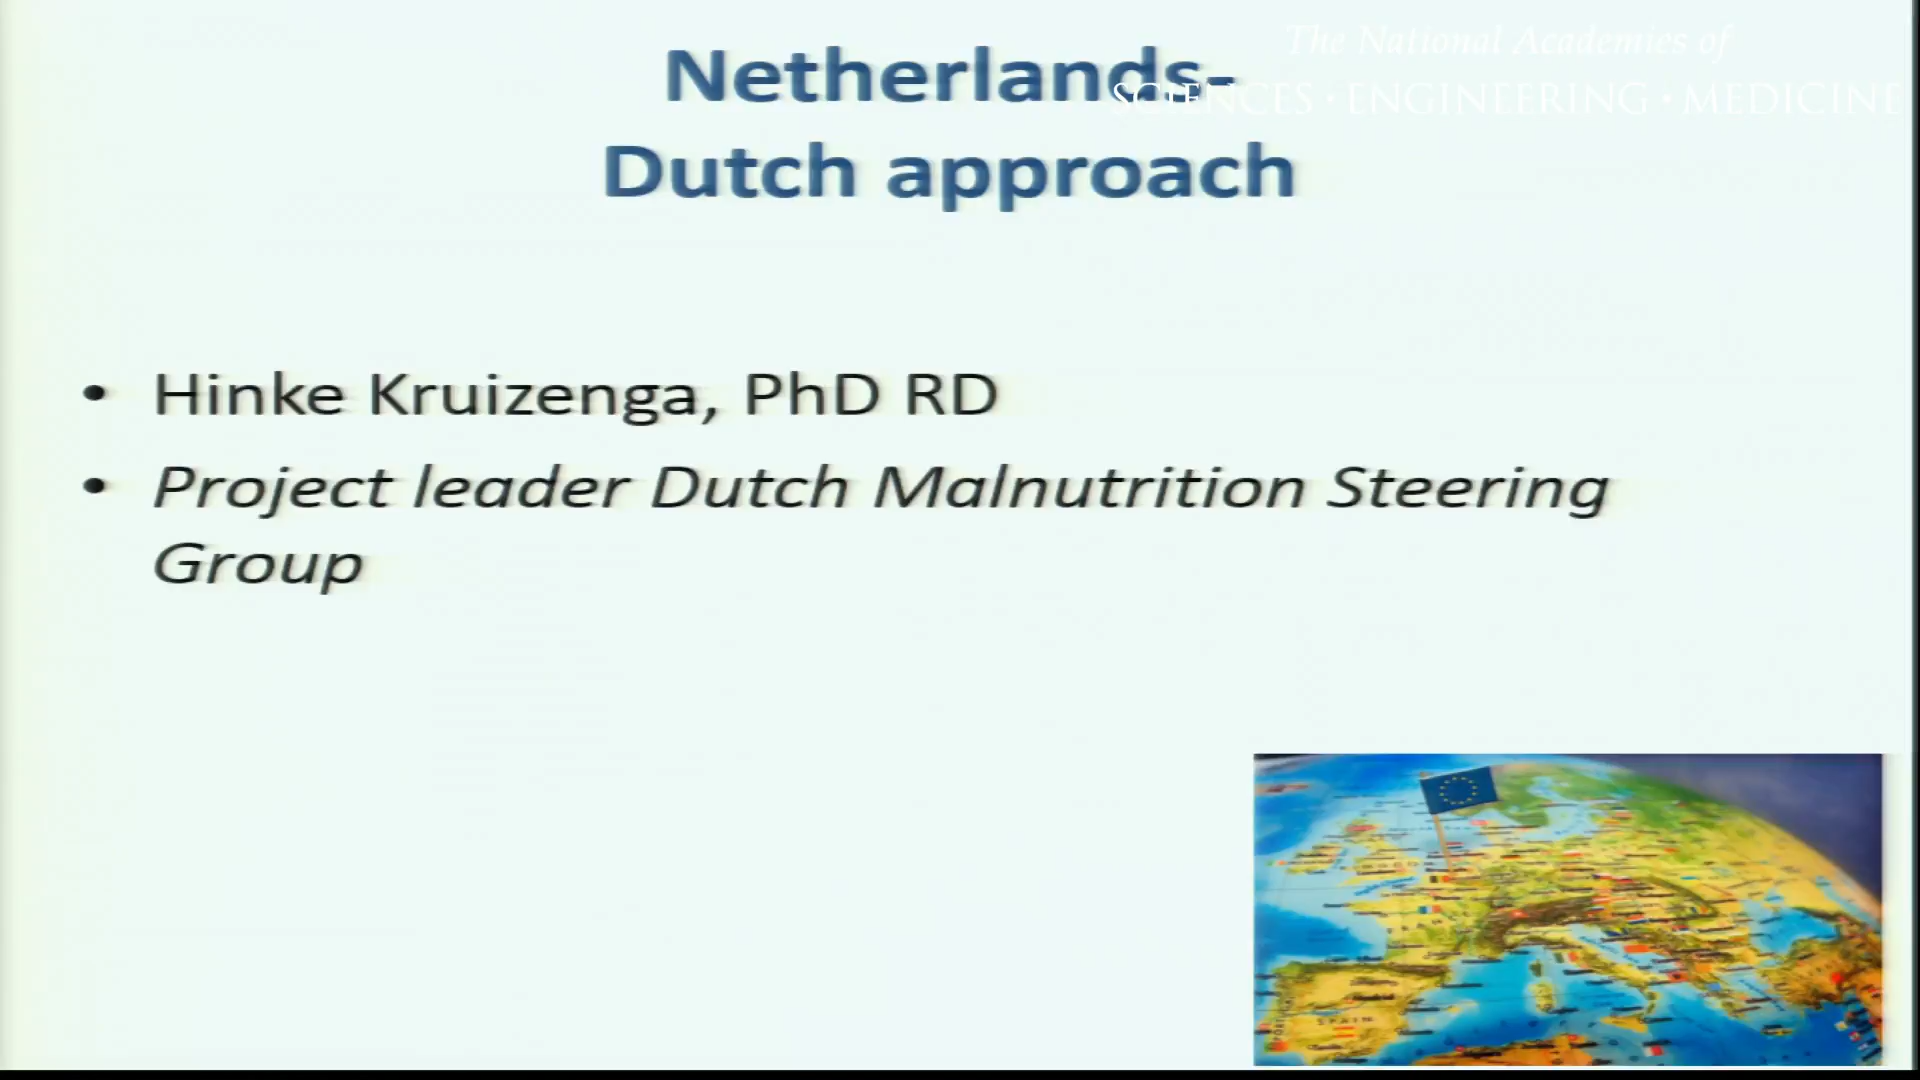 The National Academies of
SCIENCES · ENGINEERING · MEDICINE
Netherlands-
Dutch approach
• Hinke Kruizenga, PhD RD
• Project leader Dutch Malnutrition Steering
Group
SPAIN